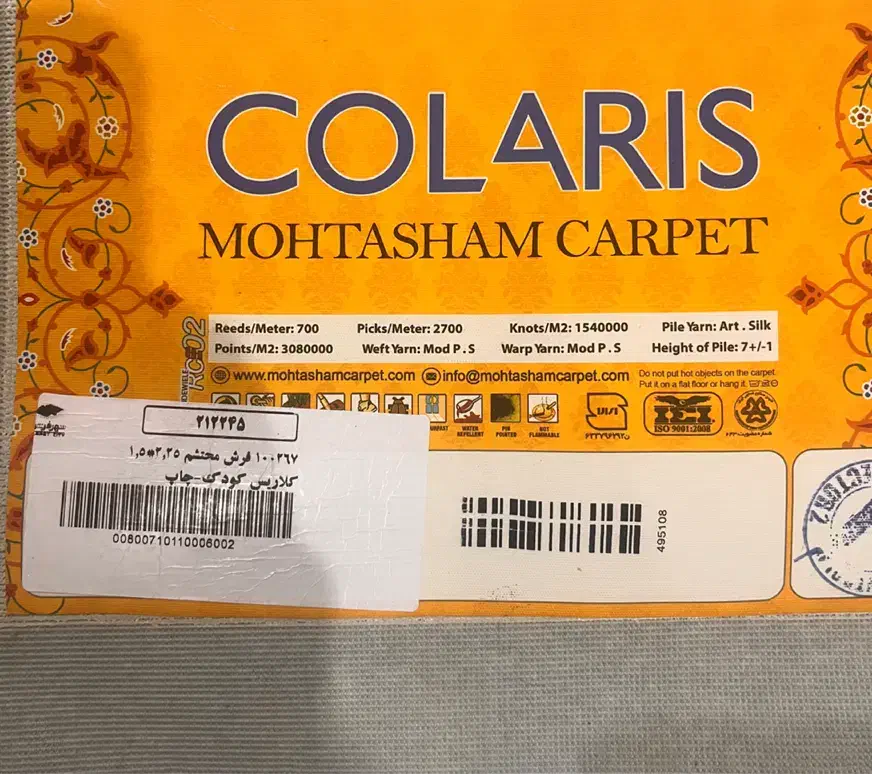 COLARIS
MOHTASHAM CARPET
Reeds/Meter: 700 Picks/Meter: 2700 Knots/M2: 1540000 Pile Yarn: Art . Silk
Points/M2: 3080000 Weft Yarn: Mod P . S Warp Yarn: Mod P . S Height of Pile: 7+/-1
www.mohtashamcarpet.com info@mohtashamcarpet.com
Do not put hot objects on the carpet.
Put it on a flat floor or hang it.
WATER REPELLENT
PIN POINTED
NOT FLAMMABLE
ISO 9001:2008
۲۱۲۲۴۵
۱۰۰۲۶۷ فرش محتشم ۲,۲۵*۱,۵
کلاریس کودک-چاپ
00800710110006002
495108